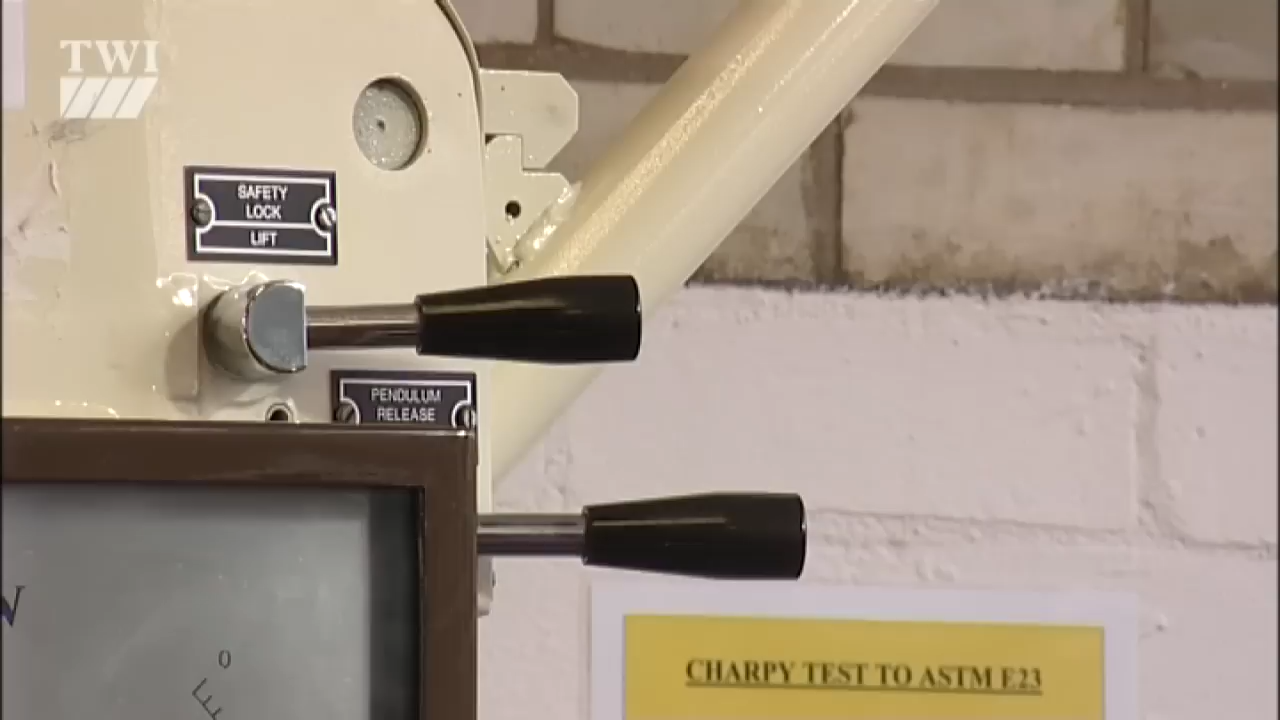 TWI
SAFETY
LOCK
LIFT
PENDULUM
RELEASE
0
CHARPY TEST TO ASTM E23